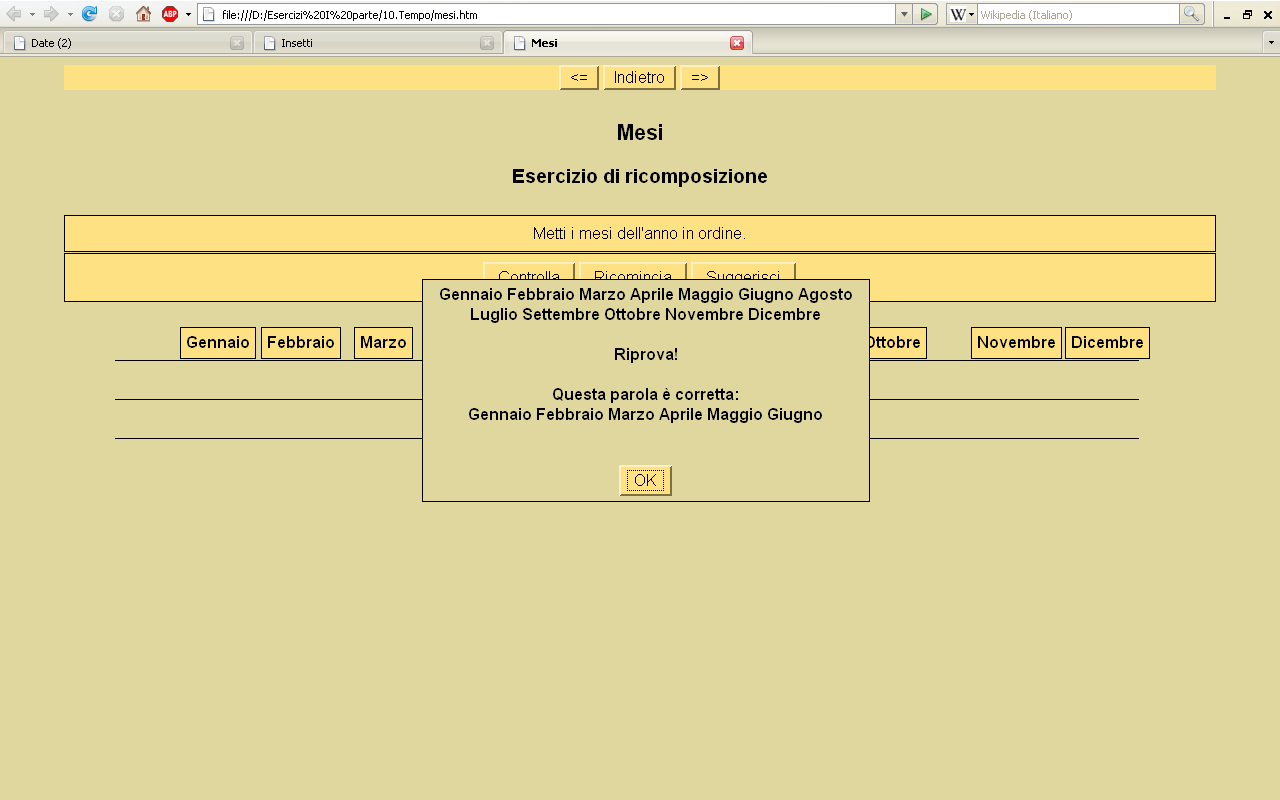 file:///D:/Esercizi%20I%20parte/10.Tempo/mesi.htm
W
Wikipedia (Italiano)
ABP
Date (2)
Insetti
Mesi
<= Indietro =>
Mesi
Esercizio di ricomposizione
Metti i mesi dell'anno in ordine.
Controlla Ricomincia Suggerisci
Gennaio Febbraio Marzo Aprile Maggio Giugno Agosto
Luglio Settembre Ottobre Novembre Dicembre
Riprova!
Questa parola è corretta:
Gennaio Febbraio Marzo Aprile Maggio Giugno
OK
Gennaio Febbraio Marzo Ottobre Novembre Dicembre